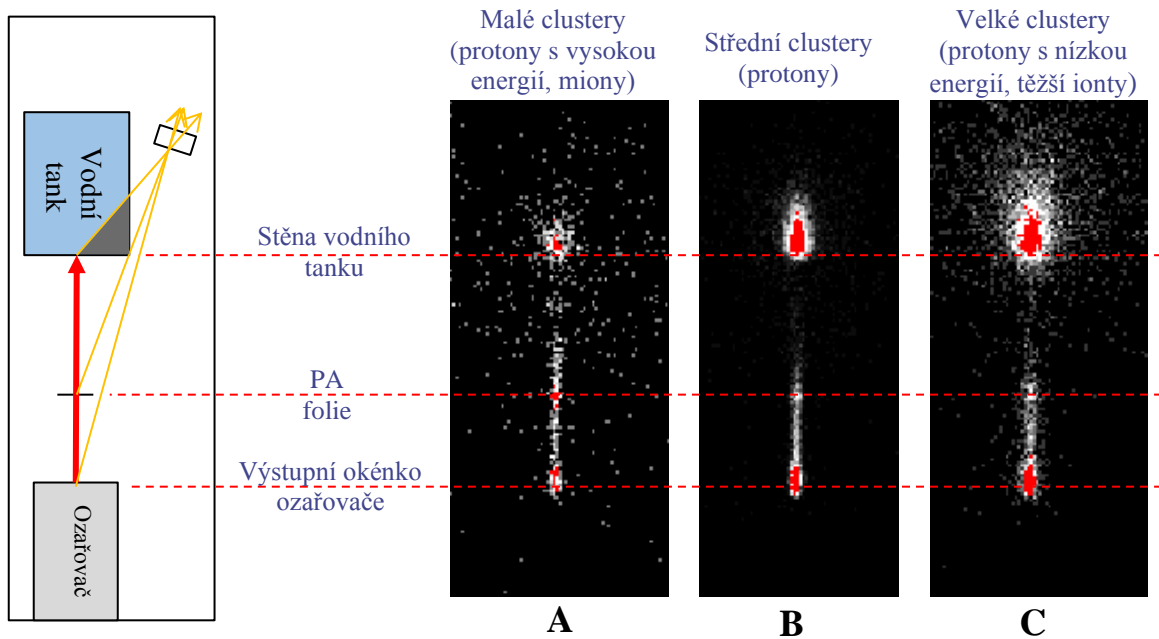 Vodní
tank
Ozařovač
Stěna vodního
tanku
PA
folie
Výstupní okénko
ozařovače
Malé clustery
(protony s vysokou
energií, miony)
A
Střední clustery
(protony)
B
Velké clustery
(protony s nízkou
energií, těžší ionty)
C